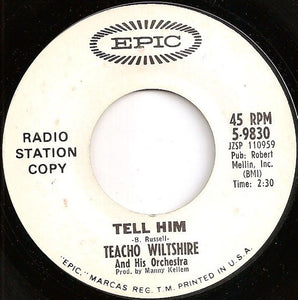 EPIC
RADIO
STATION
COPY
45 RPM
5-9830
JZSP 110959
Pub: Robert
Mellin, Inc.
(BMI)
Time: 2:30
TELL HIM
-B. Russell-
TEACHO WILTSHIRE
And His Orchestra
Prod. by Manny Kellem
"EPIC," MARCAS REG. T.M. PRINTED IN U.S.A.